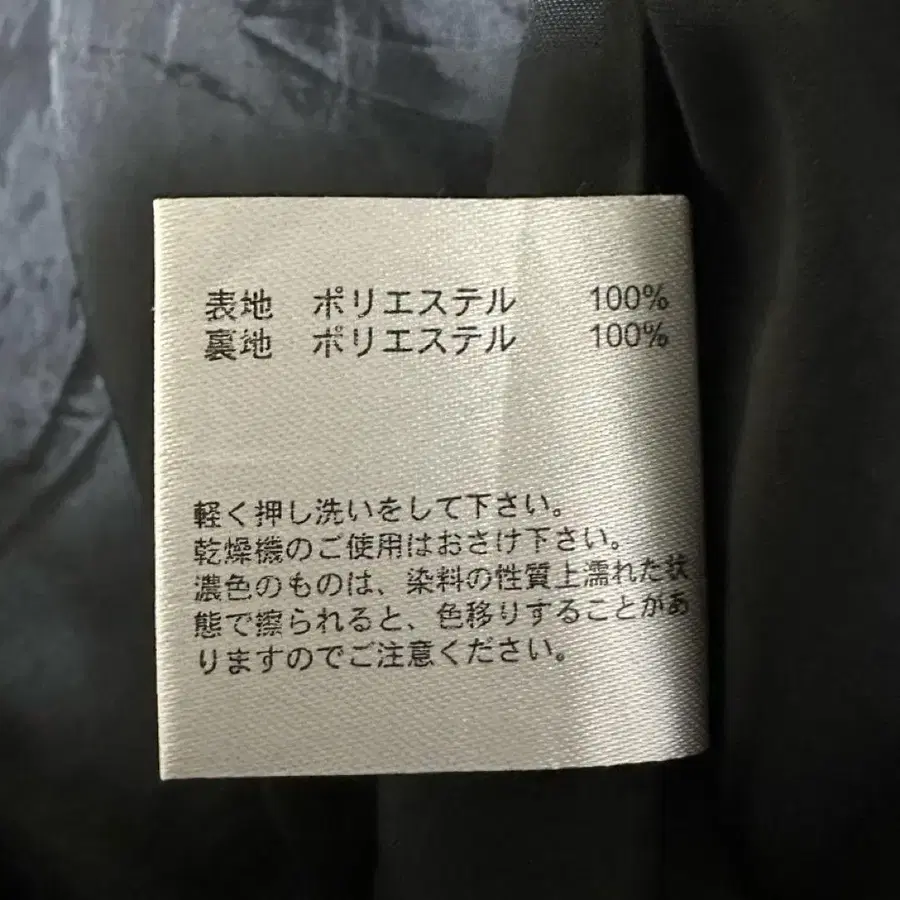 表地 ポリエステル 100%
裏地 ポリエステル 100%
軽く押し洗いをして下さい。
乾燥機のご使用はおさけ下さい。
濃色のものは、染料の性質上濡れた状
態で擦られると、色移りすることがあ
りますのでご注意ください。